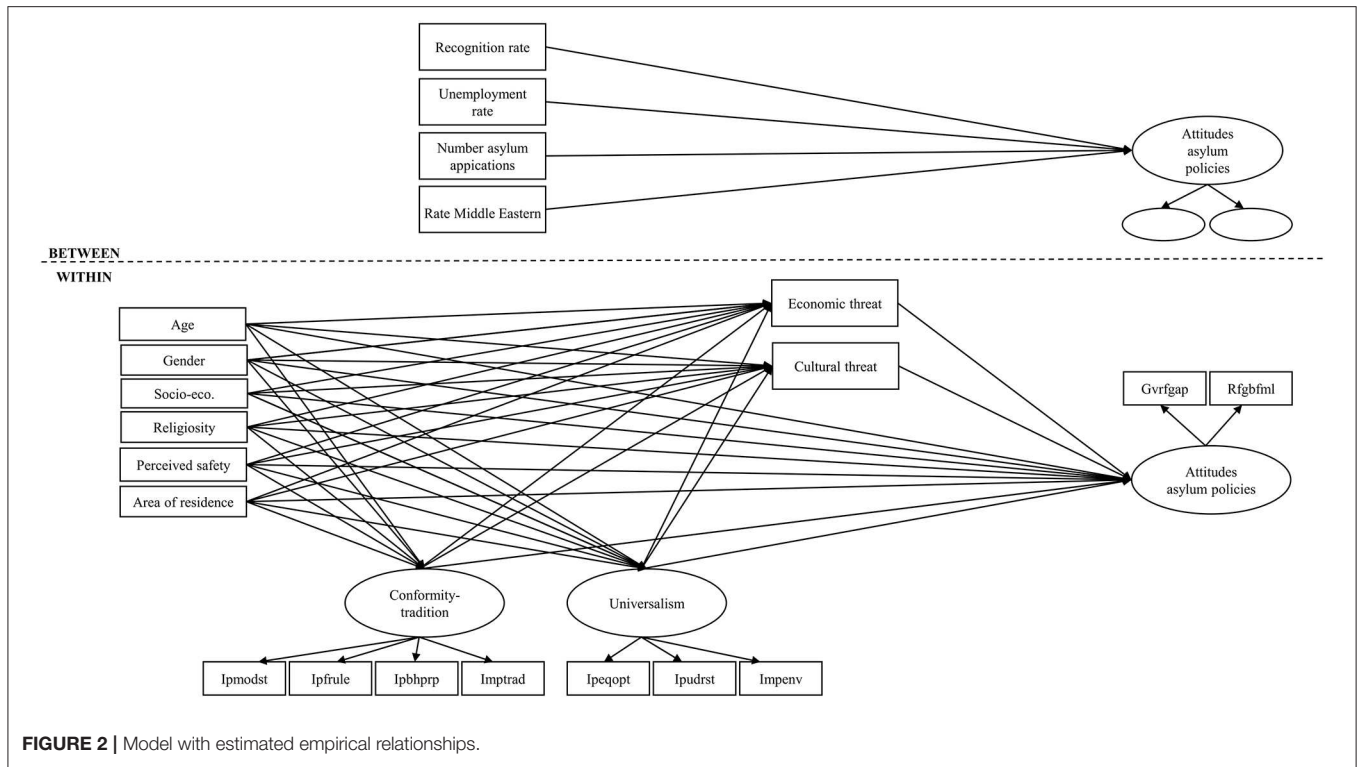 Recognition rate
Unemployment
rate
Number asylum
appications
Rate Middle Eastern
Attitudes
asylum
policies
BETWEEN
WITHIN
Age
Gender
Socio-eco.
Religiosity
Perceived safety
Area of residence
Economic threat
Cultural threat
Gvrfgap
Rfgbfml
Attitudes
asylum policies
Conformity-
tradition
Universalism
Ipmodst
Ipfrule
Ipbhprp
Imptrad
Ipeqopt
Ipudrst
Impenv
FIGURE 2 | Model with estimated empirical relationships.